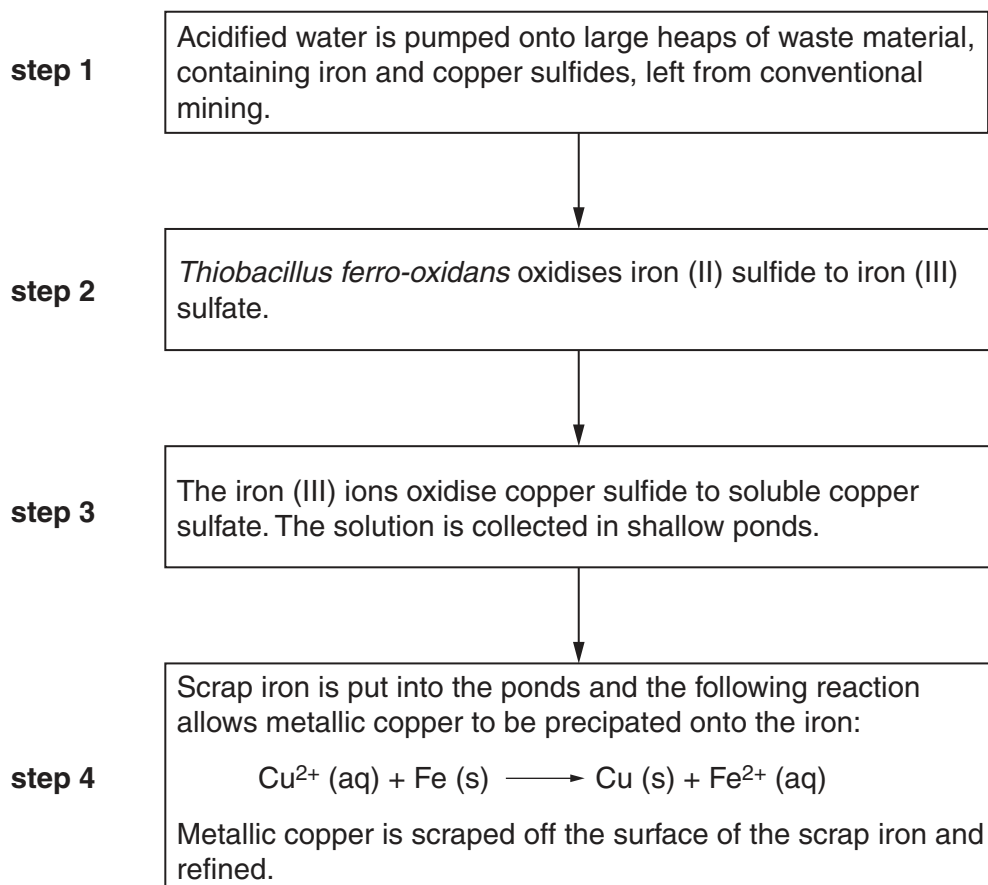 step 1
Acidified water is pumped onto large heaps of waste material,
containing iron and copper sulfides, left from conventional
mining.
step 2
Thiobacillus ferro-oxidans oxidises iron (II) sulfide to iron (III)
sulfate.
step 3
The iron (III) ions oxidise copper sulfide to soluble copper
sulfate. The solution is collected in shallow ponds.
step 4
Scrap iron is put into the ponds and the following reaction
allows metallic copper to be precipated onto the iron:
Cu²⁺ (aq) + Fe (s) ⟶ Cu (s) + Fe²⁺ (aq)
Metallic copper is scraped off the surface of the scrap iron and
refined.